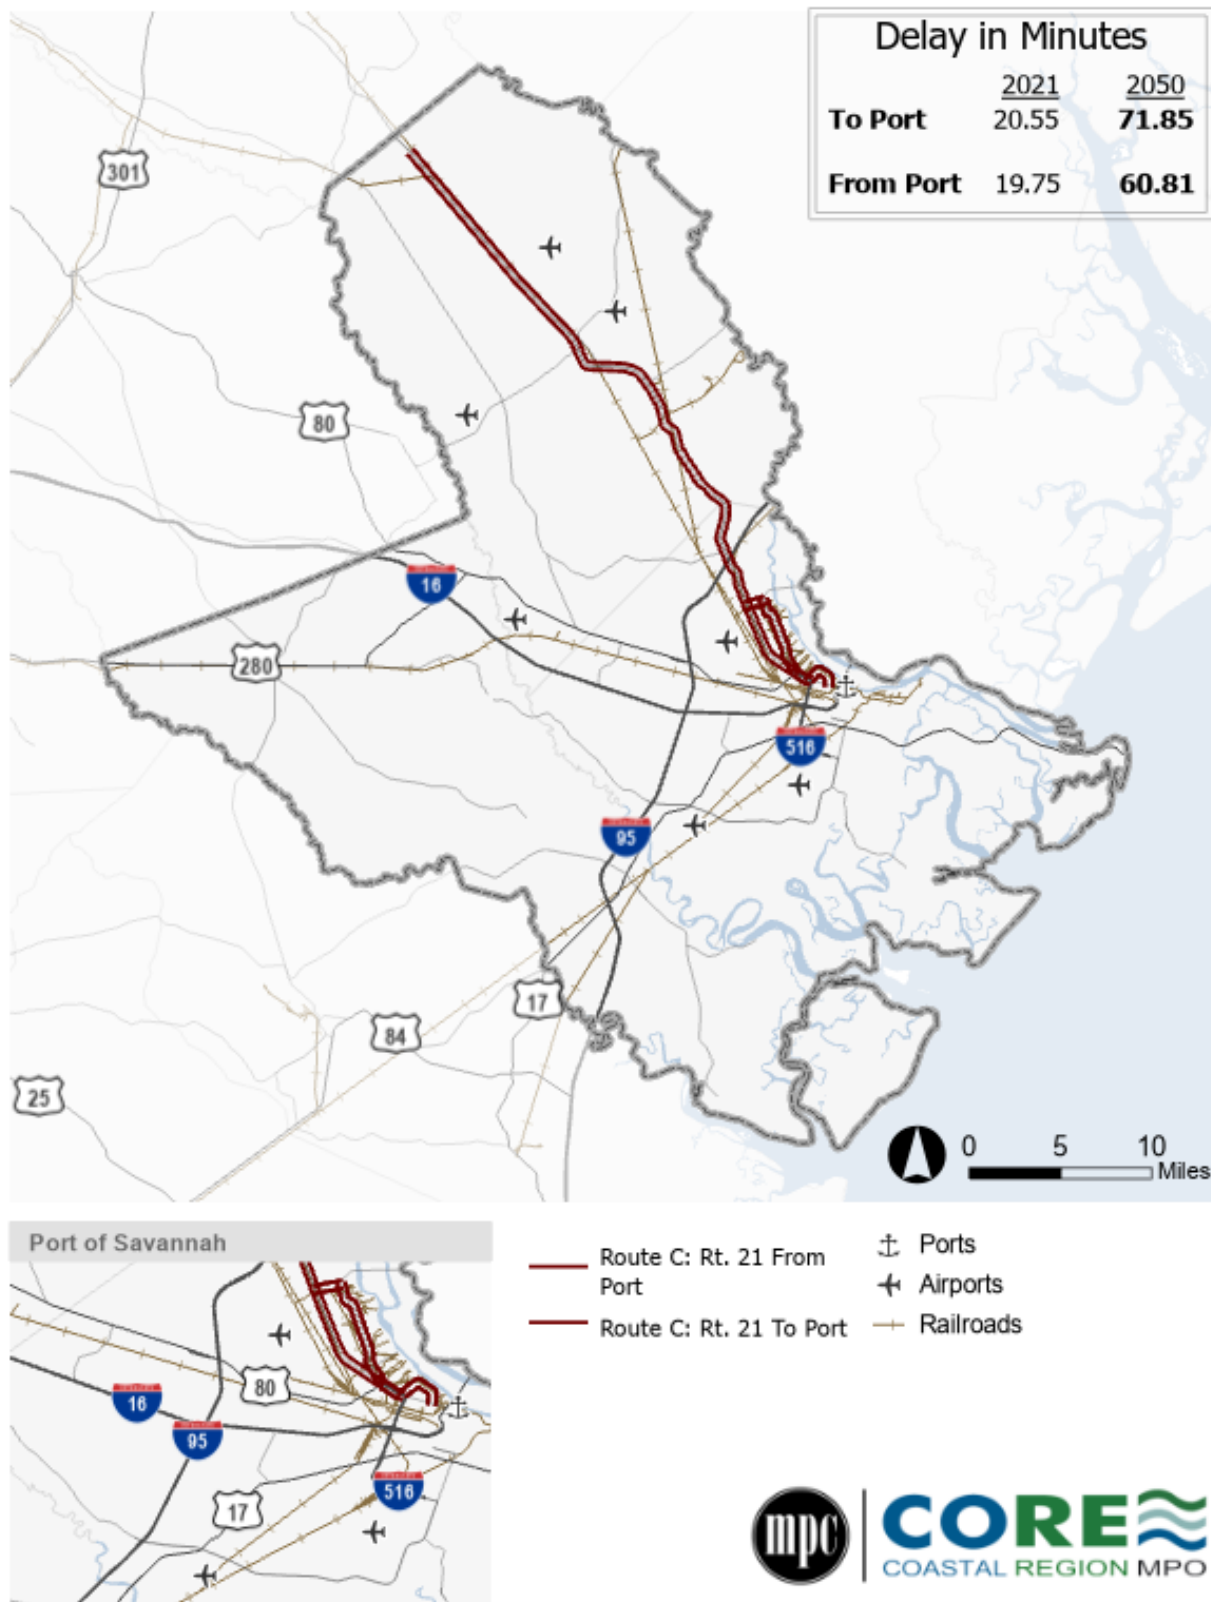 Delay in Minutes
2021 2050
To Port 20.55 71.85
From Port 19.75 60.81
301
80
16
280
516
95
17
84
25
0 5 10
Miles
Port of Savannah
80
16
95
17
516
Route C: Rt. 21 From
Port
Route C: Rt. 21 To Port
Ports
Airports
Railroads
mpc
CORE
COASTAL REGION MPO